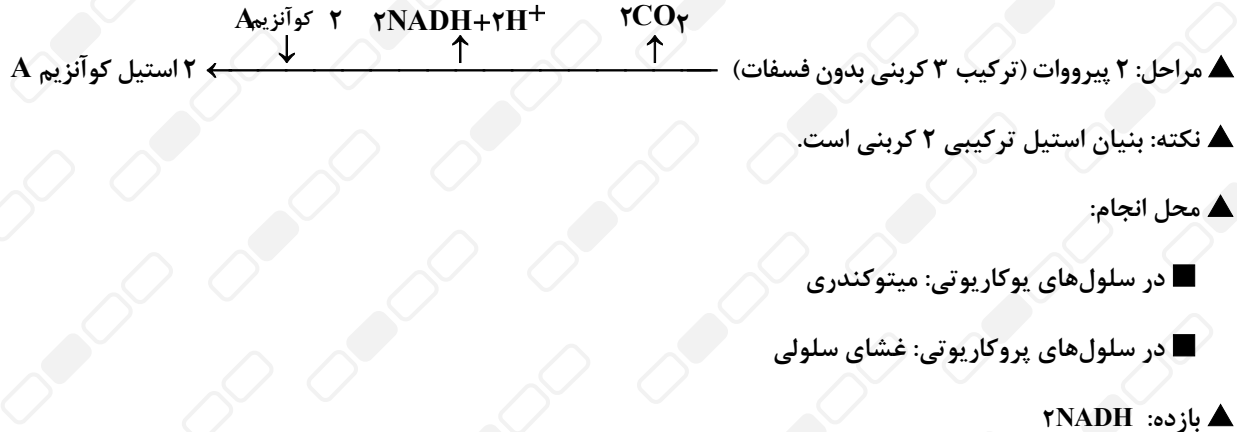 ۲ کوآنزیمA ۲NADH+۲H+ ۲CO۲
▲ مراحل: ۲ پیرووات (ترکیب ۳ کربنی بدون فسفات) ← ۲ استیل کوآنزیم A
▲ نکته: بنیان استیل ترکیبی ۲ کربنی است.
▲ محل انجام:
■ در سلول‌های یوکاریوتی: میتوکندری
■ در سلول‌های پروکاریوتی: غشای سلولی
▲ بازده: ۲NADH